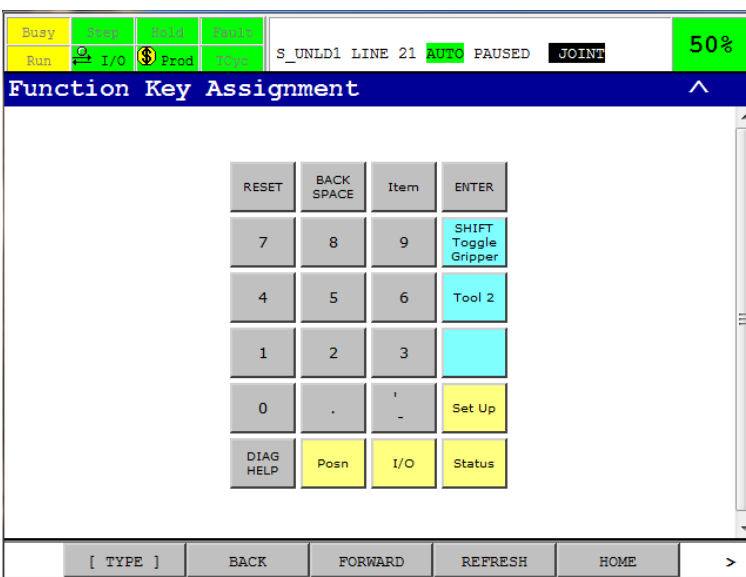 Busy Step Hold Fault
Run I/O Prod TCyc
S_UNLD1 LINE 21 AUTO PAUSED JOINT
50%
Function Key Assignment
RESET BACK SPACE Item ENTER
7 8 9 SHIFT Toggle Gripper
4 5 6 Tool 2
1 2 3
0 . ' - Set Up
DIAG HELP Posn I/O Status
[ TYPE ] BACK FORWARD REFRESH HOME >